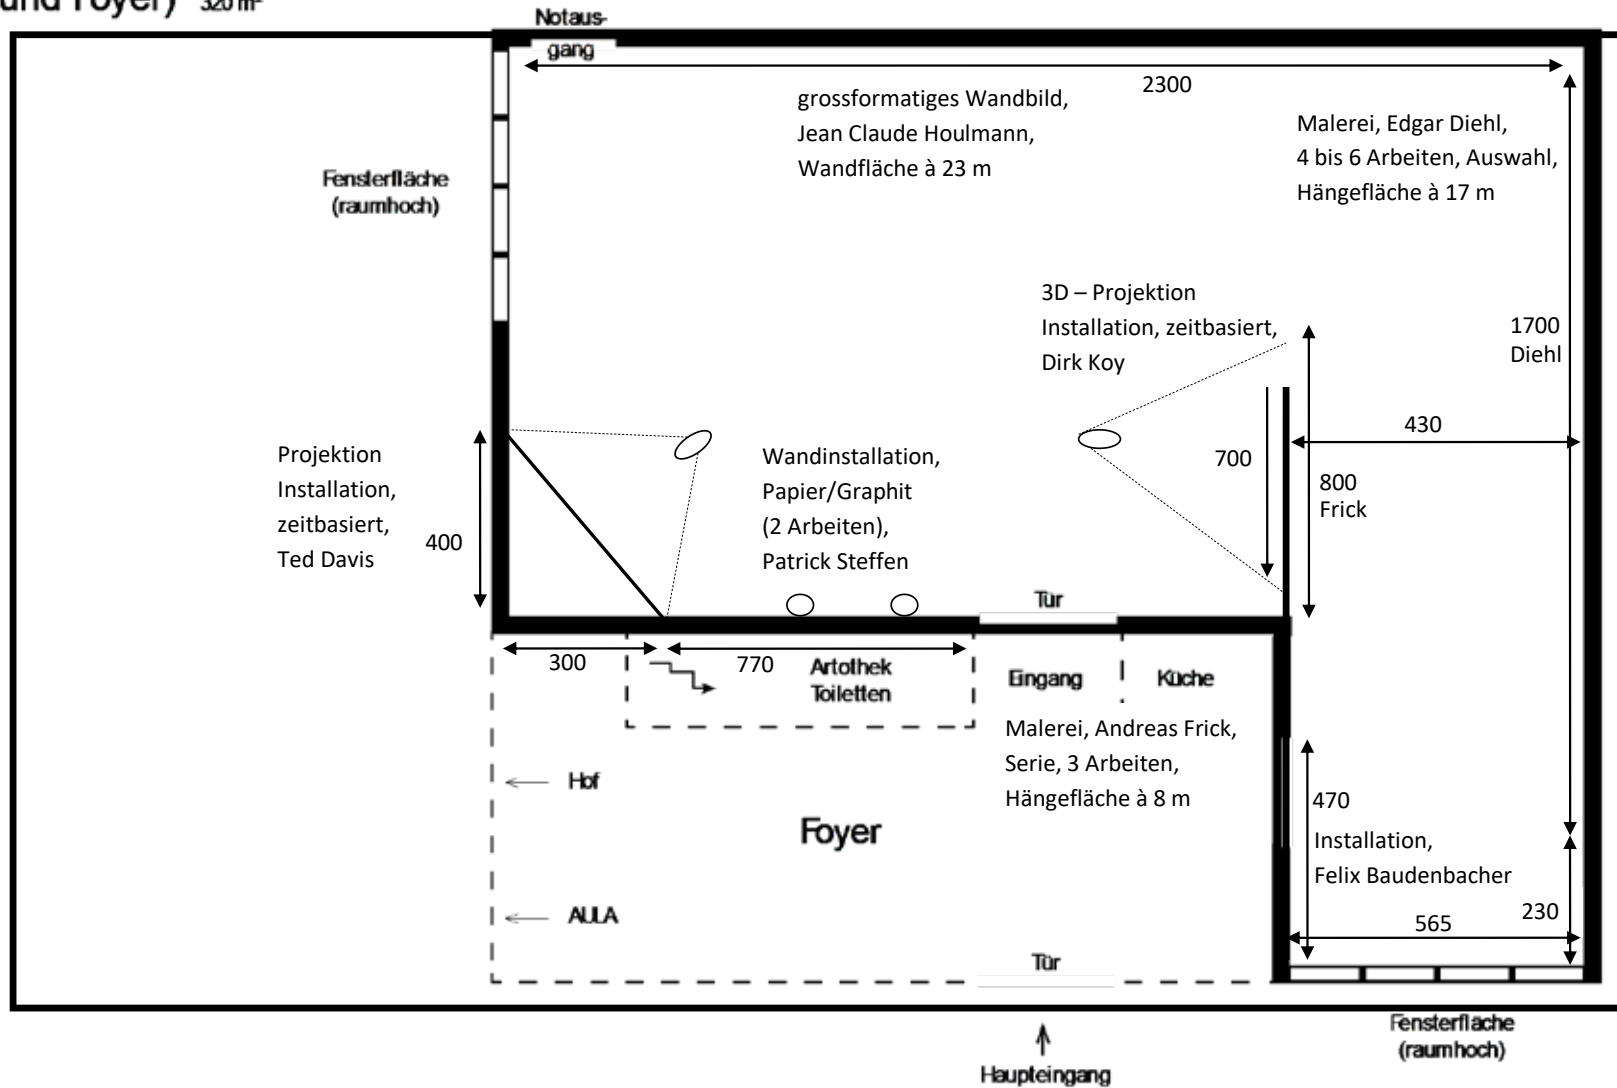 und Foyer) 320 m²
Notaus-
gang
2300
grossformatiges Wandbild,
Jean Claude Houlmann,
Wandfläche à 23 m
Malerei, Edgar Diehl,
4 bis 6 Arbeiten, Auswahl,
Hängefläche à 17 m
Fensterfläche
(raumhoch)
3D – Projektion
Installation, zeitbasiert,
Dirk Koy
1700
Diehl
430
Projektion
Installation,
zeitbasiert,
Ted Davis
400
Wandinstallation,
Papier/Graphit
(2 Arbeiten),
Patrick Steffen
700
800
Frick
Tür
300
770
Artothek
Toiletten
Eingang
Küche
Malerei, Andreas Frick,
Serie, 3 Arbeiten,
Hängefläche à 8 m
Hof
Foyer
470
Installation,
Felix Baudenbacher
AULA
565
230
Tür
Fensterfläche
(raumhoch)
Haupteingang